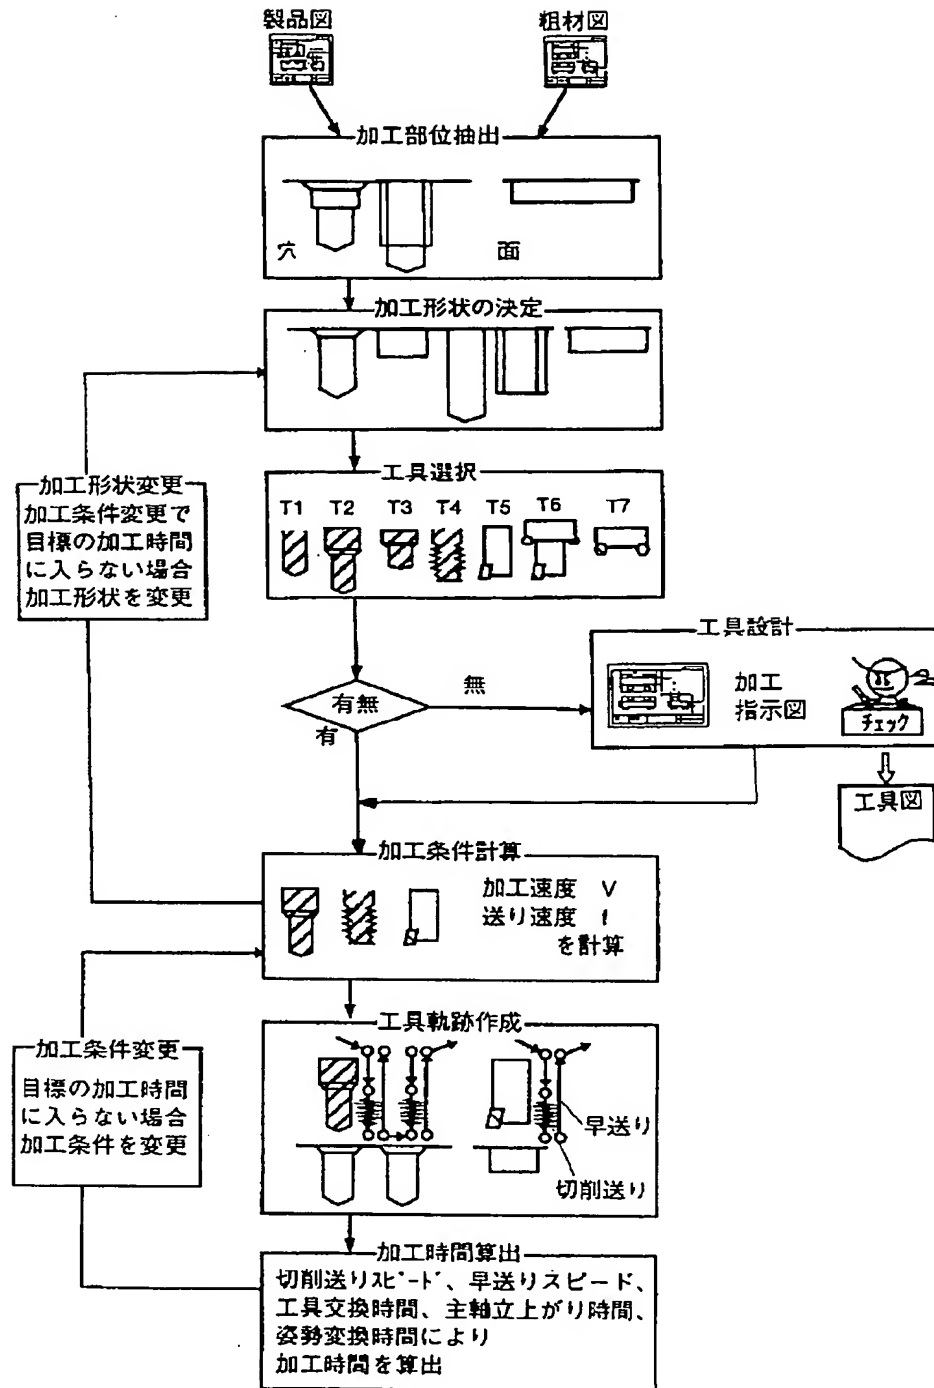 製品図
粗材図
加工部位抽出
穴
面
加工形状の決定
加工形状変更
加工条件変更で
目標の加工時間
に入らない場合
加工形状を変更
工具選択
T1 T2 T3 T4 T5 T6 T7
有無
無
有
工具設計
加工
指示図
チェック
工具図
加工条件計算
加工速度 V
送り速度 f
を計算
加工条件変更
目標の加工時間
に入らない場合
加工条件を変更
工具軌跡作成
早送り
切削送り
加工時間算出
切削送りスピード、早送りスピード、
工具交換時間、主軸立上がり時間、
姿勢変換時間により
加工時間を算出